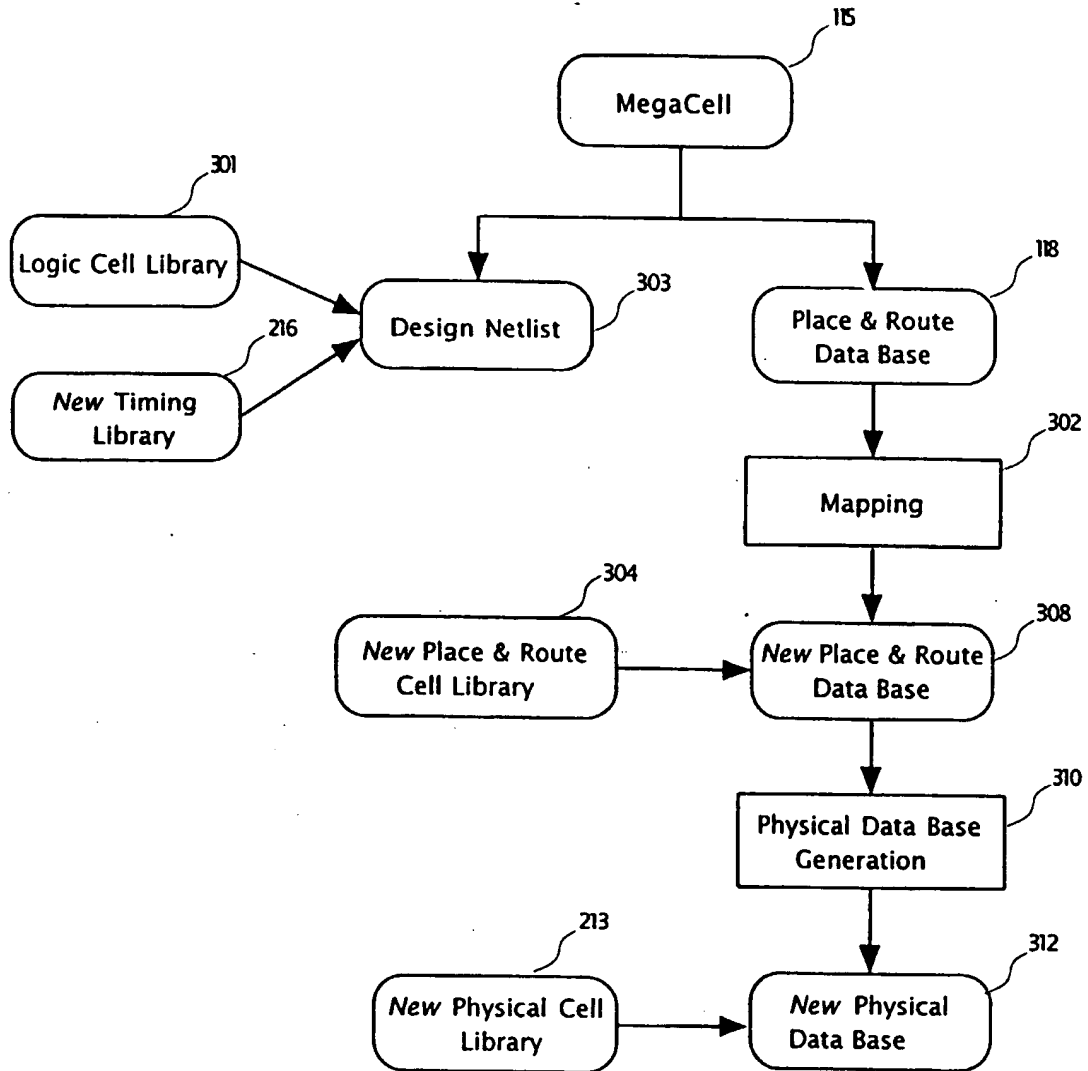 115
MegaCell
301
Logic Cell Library
118
303
Design Netlist
Place & Route
Data Base
216
New Timing
Library
302
Mapping
304
308
New Place & Route
Cell Library
New Place & Route
Data Base
310
Physical Data Base
Generation
213
312
New Physical Cell
Library
New Physical
Data Base